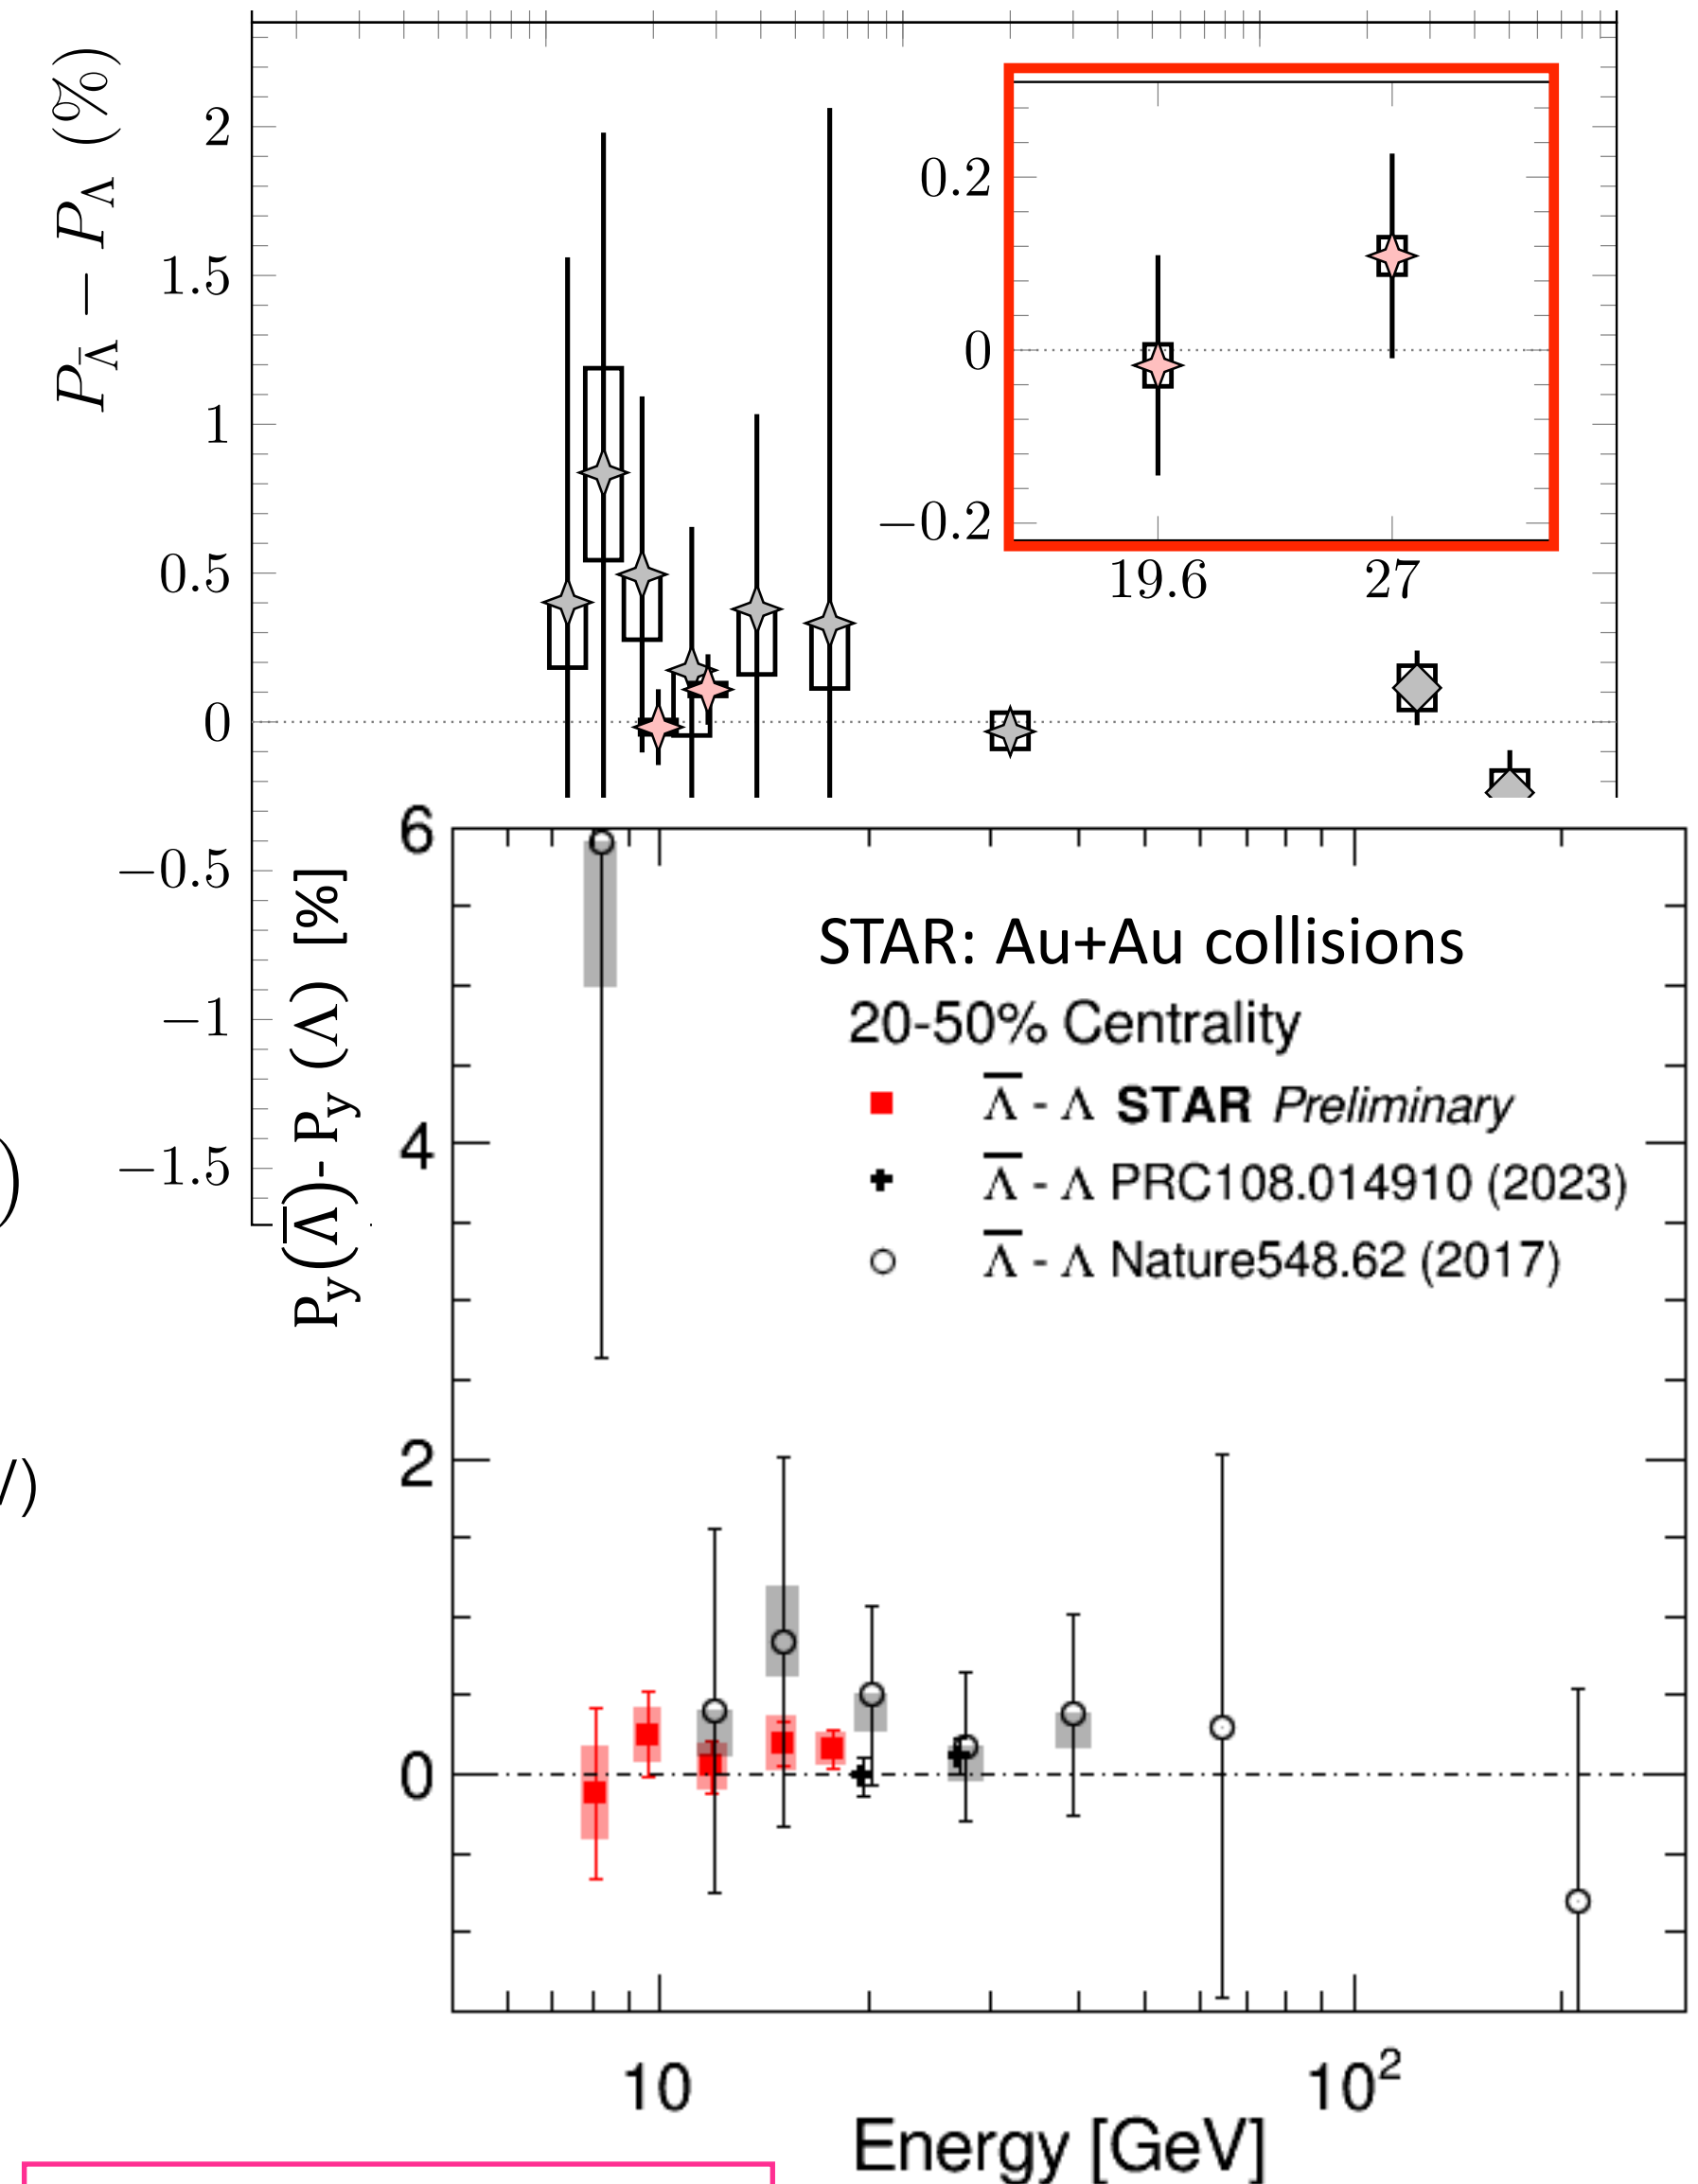 P_Λ̅ − P_Λ (%)
2
1.5
1
0.5
0
−0.5
−1
−1.5
0.2
0
−0.2
19.6
27
P_y(Λ̅) - P_y (Λ) [%]
6
4
2
0
STAR: Au+Au collisions
20-50% Centrality
Λ̅ - Λ STAR Preliminary
Λ̅ - Λ PRC108.014910 (2023)
Λ̅ - Λ Nature548.62 (2017)
10
10²
Energy [GeV]
)
/)